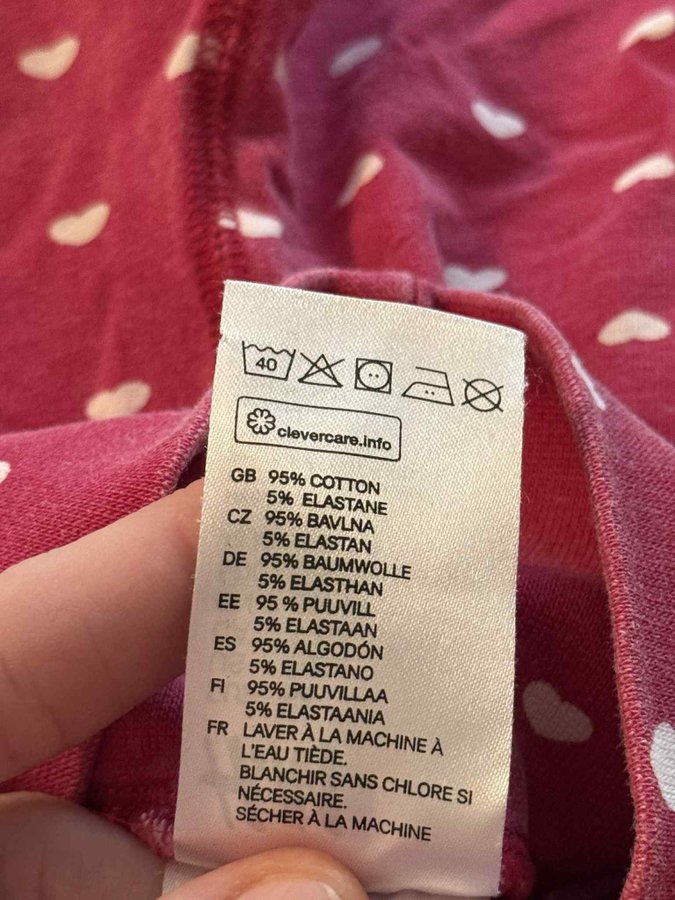 40
clevercare.info
GB 95% COTTON
5% ELASTANE
CZ 95% BAVLNA
5% ELASTAN
DE 95% BAUMWOLLE
5% ELASTHAN
EE 95 % PUUVILL
5% ELASTAAN
ES 95% ALGODÓN
5% ELASTANO
FI 95% PUUVILLAA
5% ELASTAANIA
FR LAVER À LA MACHINE À
L'EAU TIÈDE.
BLANCHIR SANS CHLORE SI
NÉCESSAIRE.
SÉCHER À LA MACHINE